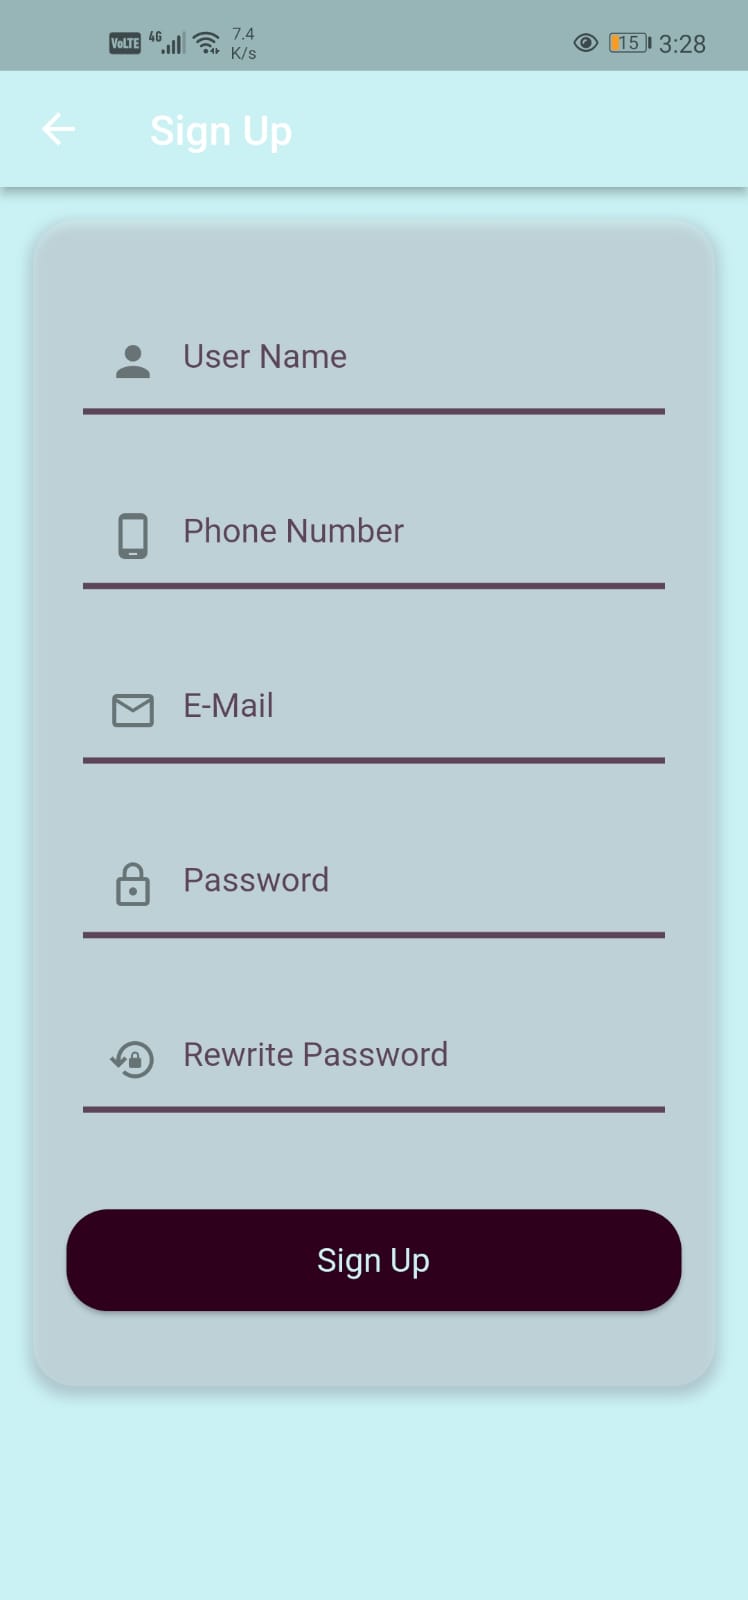 VoLTE 4G 7.4 K/s 15 3:28
Sign Up
User Name
Phone Number
E-Mail
Password
Rewrite Password
Sign Up